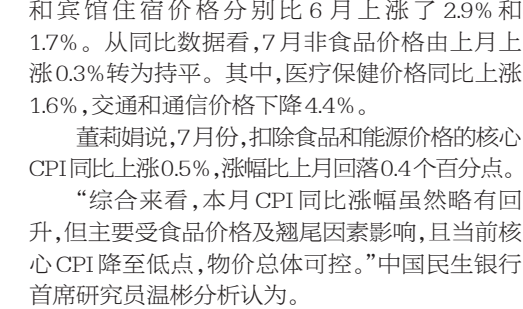 和宾馆住宿价格分别比6月上涨了2.9%和
1.7%。从同比数据看,7月非食品价格由上月上
涨0.3%转为持平。其中,医疗保健价格同比上涨
1.6%,交通和通信价格下降4.4%。
董莉娟说,7月份,扣除食品和能源价格的核心
CPI同比上涨0.5%,涨幅比上月回落0.4个百分点。
“综合来看,本月CPI同比涨幅虽然略有回
升,但主要受食品价格及翘尾因素影响,且当前核
心CPI降至低点,物价总体可控。”中国民生银行
首席研究员温彬分析认为。